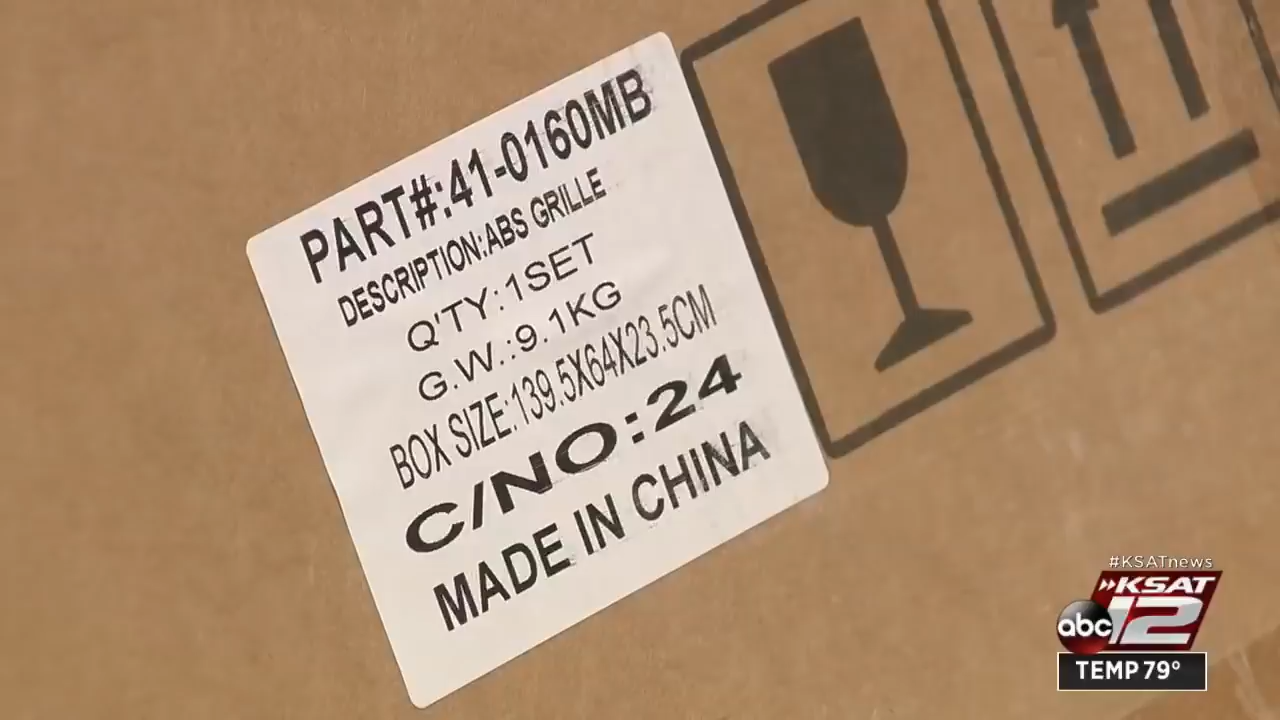 PART#:41-0160MB
DESCRIPTION:ABS GRILLE
Q'TY:1SET
G.W.:9.1KG
BOX SIZE:139.5X64X23.5CM
C/NO:24
MADE IN CHINA
#KSATnews
KSAT
abc 12
TEMP 79°